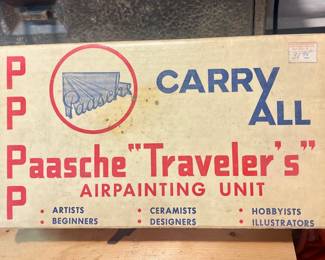 P
P
P
Paasche
CARRY
ALL
Paasche "Traveler's"
AIRPAINTING UNIT
: ARTISTS : CERAMISTS : HOBBYISTS
: BEGINNERS : DESIGNERS : ILLUSTRATORS